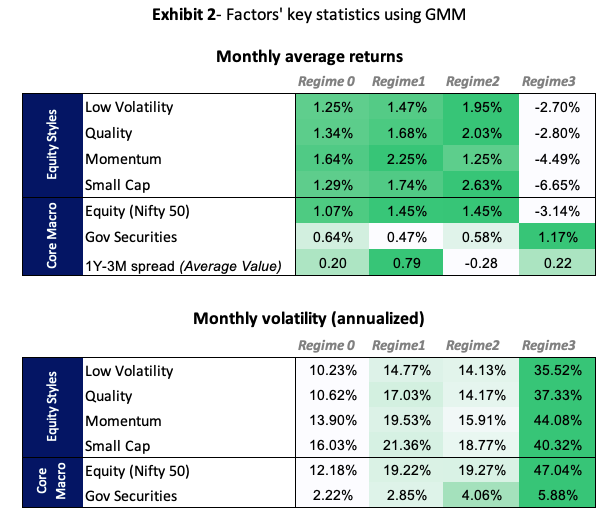 Exhibit 2- Factors' key statistics using GMM
Monthly average returns
Regime 0 Regime1 Regime2 Regime3
Equity Styles
Low Volatility 1.25% 1.47% 1.95% -2.70%
Quality 1.34% 1.68% 2.03% -2.80%
Momentum 1.64% 2.25% 1.25% -4.49%
Small Cap 1.29% 1.74% 2.63% -6.65%
Core Macro
Equity (Nifty 50) 1.07% 1.45% 1.45% -3.14%
Gov Securities 0.64% 0.47% 0.58% 1.17%
1Y-3M spread (Average Value) 0.20 0.79 -0.28 0.22
Monthly volatility (annualized)
Regime 0 Regime1 Regime2 Regime3
Equity Styles
Low Volatility 10.23% 14.77% 14.13% 35.52%
Quality 10.62% 17.03% 14.17% 37.33%
Momentum 13.90% 19.53% 15.91% 44.08%
Small Cap 16.03% 21.36% 18.77% 40.32%
Core
Macro
Equity (Nifty 50) 12.18% 19.22% 19.27% 47.04%
Gov Securities 2.22% 2.85% 4.06% 5.88%